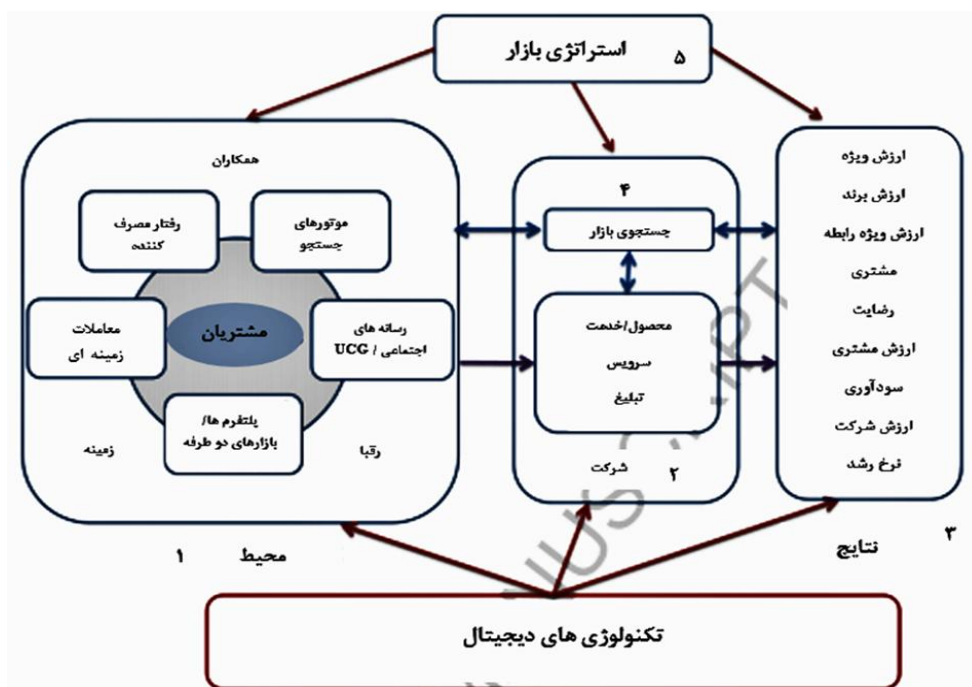 استراتژی بازار ۵
همکاران
رفتار مصرف
کننده
موتورهای
جستجو
معاملات
زمینه ای
مشتریان
رسانه های
اجتماعی / UCG
پلتفرم ها/
بازارهای دو طرفه
زمینه
رقبا
محیط ۱
۴
جستجوی بازار
محصول/خدمت
سرویس
تبلیغ
شرکت ۲
ارزش ویژه
ارزش برند
ارزش ویژه رابطه
مشتری
رضایت
ارزش مشتری
سودآوری
ارزش شرکت
نرخ رشد
نتایج ۳
تکنولوژی های دیجیتال